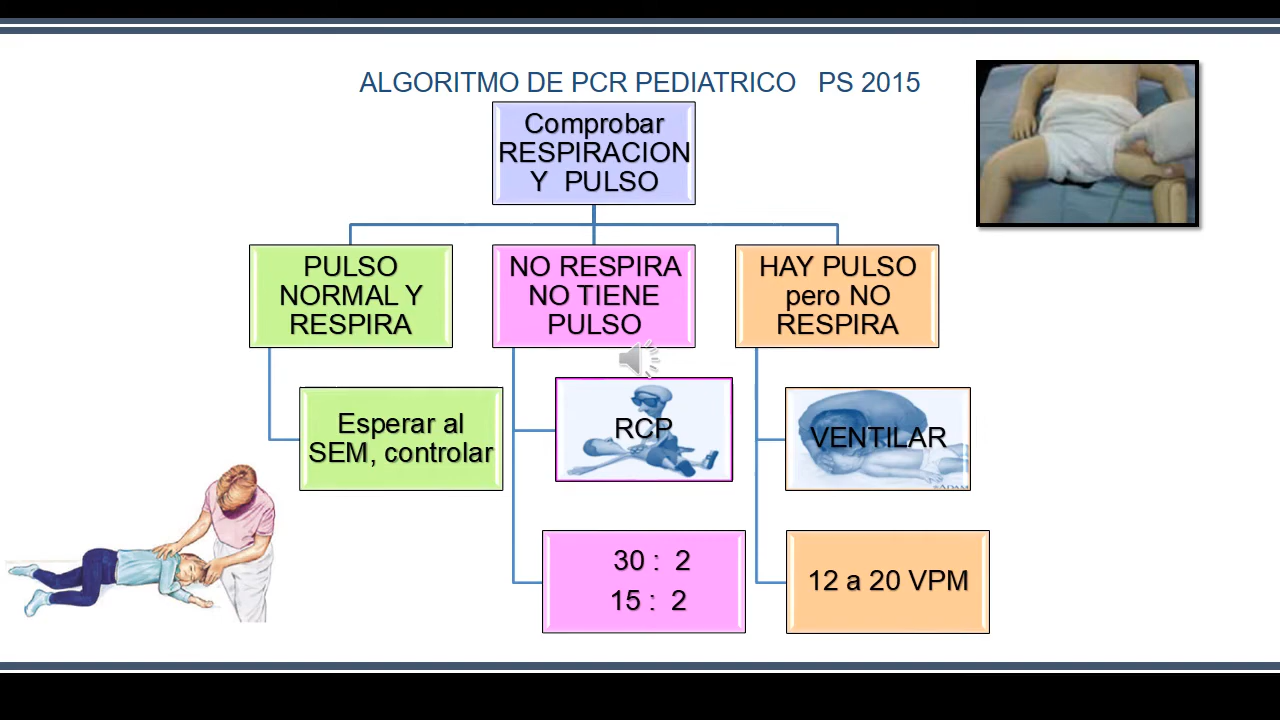 ALGORITMO DE PCR PEDIATRICO PS 2015
Comprobar
RESPIRACION
Y PULSO
PULSO
NORMAL Y
RESPIRA
NO RESPIRA
NO TIENE
PULSO
HAY PULSO
pero NO
RESPIRA
Esperar al
SEM, controlar
RCP
VENTILAR
ADAM
30 : 2
15 : 2
12 a 20 VPM